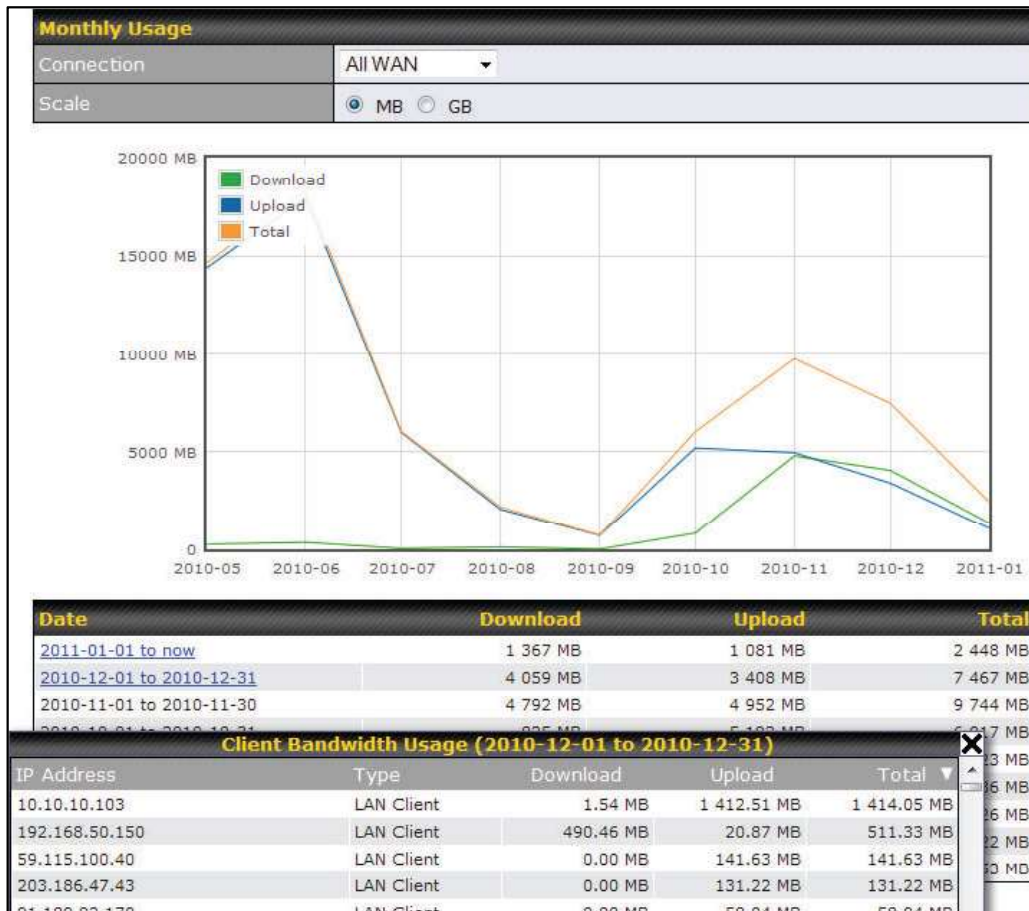 Monthly Usage
Connection All WAN
Scale MB GB
20000 MB
Download
Upload
Total
15000 MB
10000 MB
5000 MB
0
2010-05 2010-06 2010-07 2010-08 2010-09 2010-10 2010-11 2010-12 2011-01
Date Download Upload Total
2011-01-01 to now 1 367 MB 1 081 MB 2 448 MB
2010-12-01 to 2010-12-31 4 059 MB 3 408 MB 7 467 MB
2010-11-01 to 2010-11-30 4 792 MB 4 952 MB 9 744 MB
Client Bandwidth Usage (2010-12-01 to 2010-12-31)
IP Address Type Download Upload Total ▼
10.10.10.103 LAN Client 1.54 MB 1 412.51 MB 1 414.05 MB
192.168.50.150 LAN Client 490.46 MB 20.87 MB 511.33 MB
59.115.100.40 LAN Client 0.00 MB 141.63 MB 141.63 MB
203.186.47.43 LAN Client 0.00 MB 131.22 MB 131.22 MB